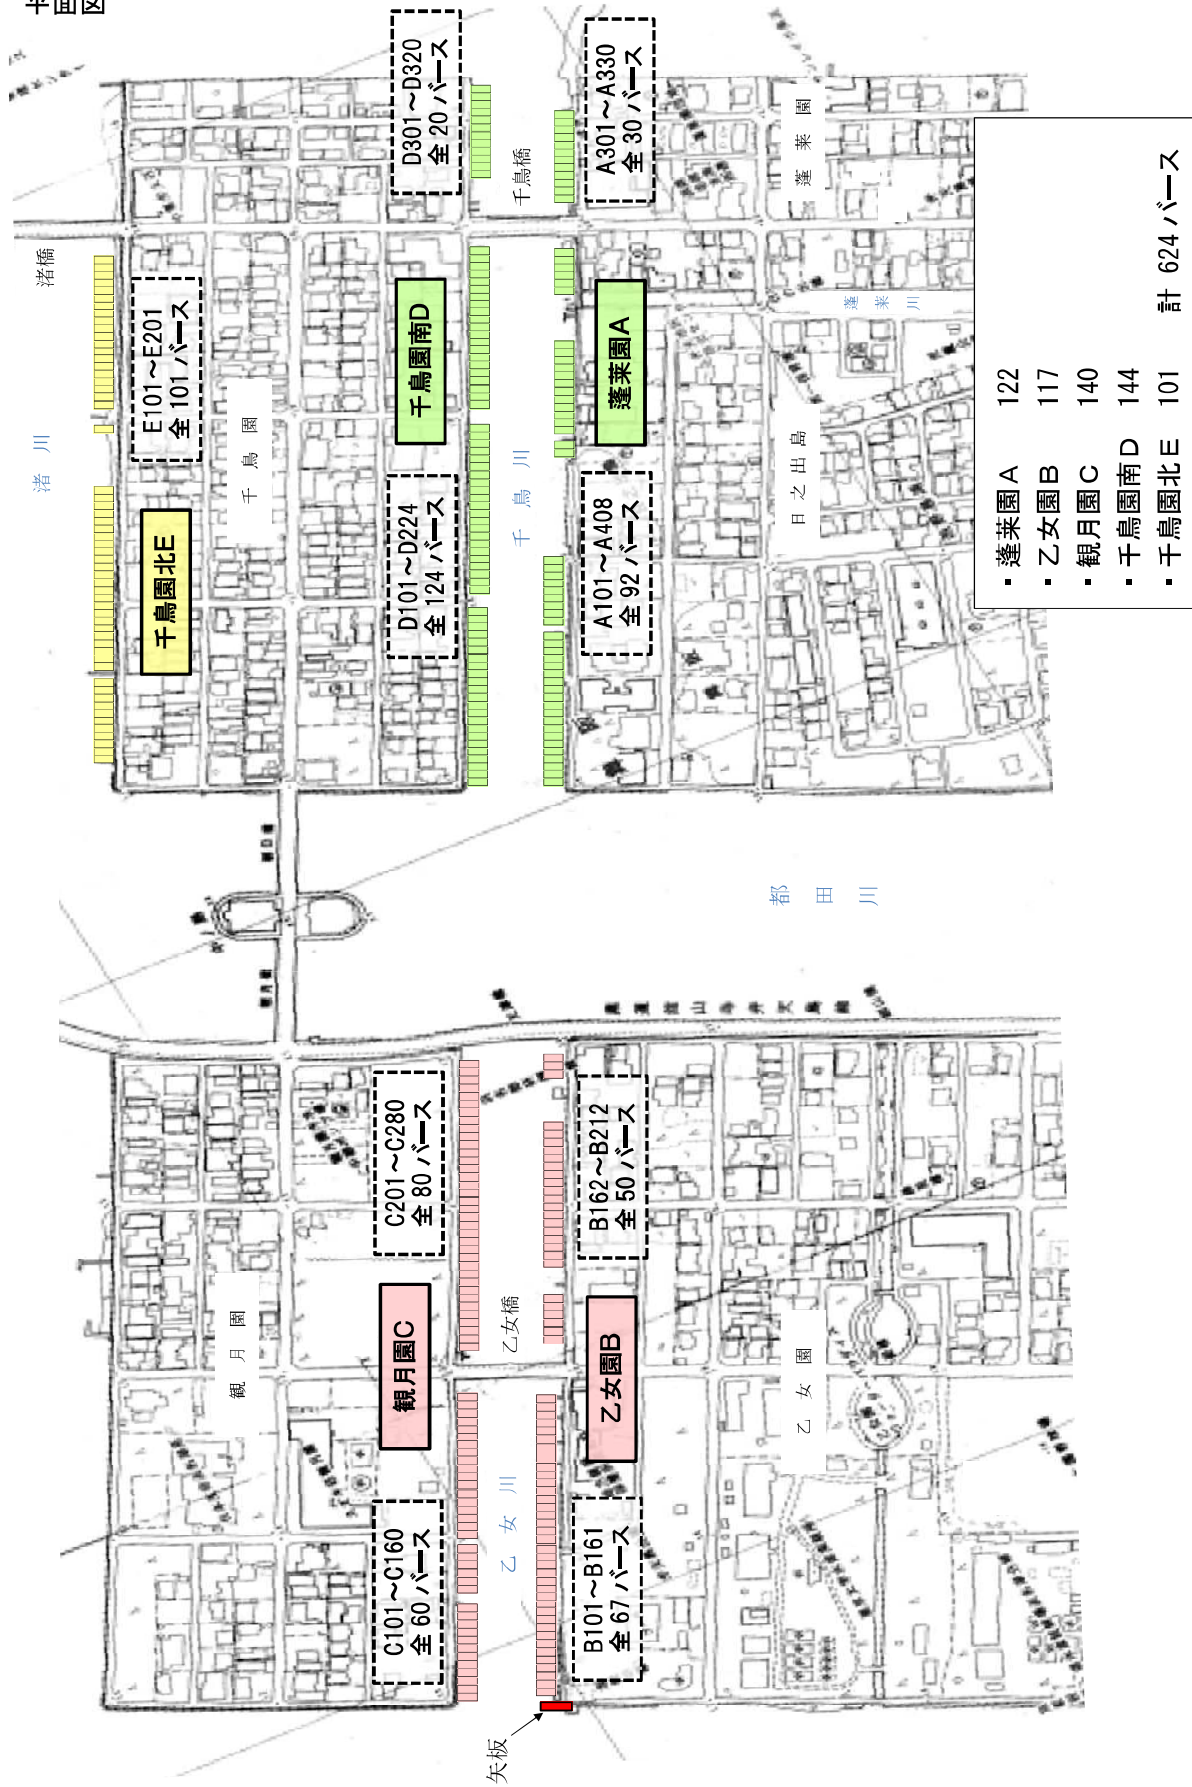 平面図
渚橋
渚川
E101～E201
全 101 バース
千鳥園北E
千鳥園
D301～D320
全 20 バース
千鳥園南D
D101～D224
全 124 バース
千鳥橋
千鳥川
A301～A330
全 30 バース
蓬莱園A
A101～A408
全 92 バース
蓬莱園
蓬莱川
日之出島
都田川
C201～C280
全 80 バース
観月園C
C101～C160
全 60 バース
観月園
乙女橋
乙女川
B162～B212
全 50 バース
乙女園B
B101～B161
全 67 バース
乙女園
矢板
・蓬莱園A 122
・乙女園B 117
・観月園C 140
・千鳥園南D 144
・千鳥園北E 101 計 624 バース